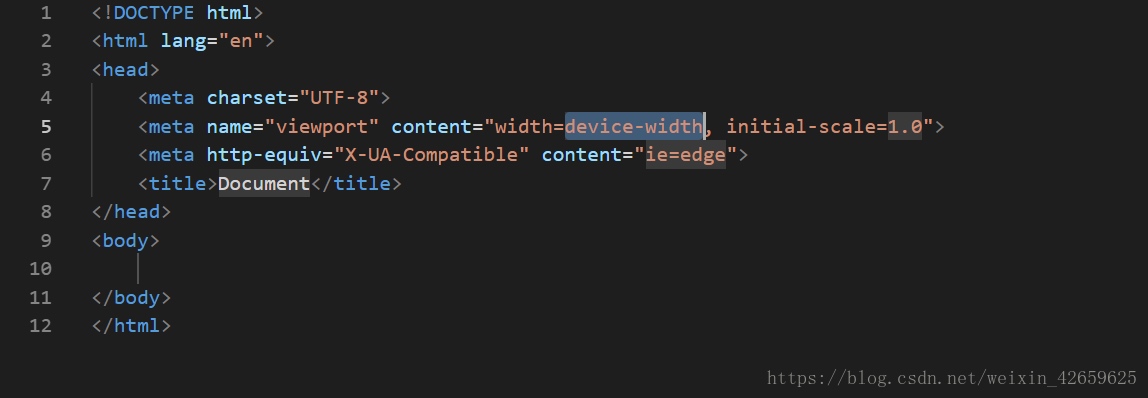 1 <!DOCTYPE html>
2 <html lang="en">
3 <head>
4     <meta charset="UTF-8">
5     <meta name="viewport" content="width=device-width, initial-scale=1.0">
6     <meta http-equiv="X-UA-Compatible" content="ie=edge">
7     <title>Document</title>
8 </head>
9 <body>
10
11 </body>
12 </html>
https://blog.csdn.net/weixin_42659625